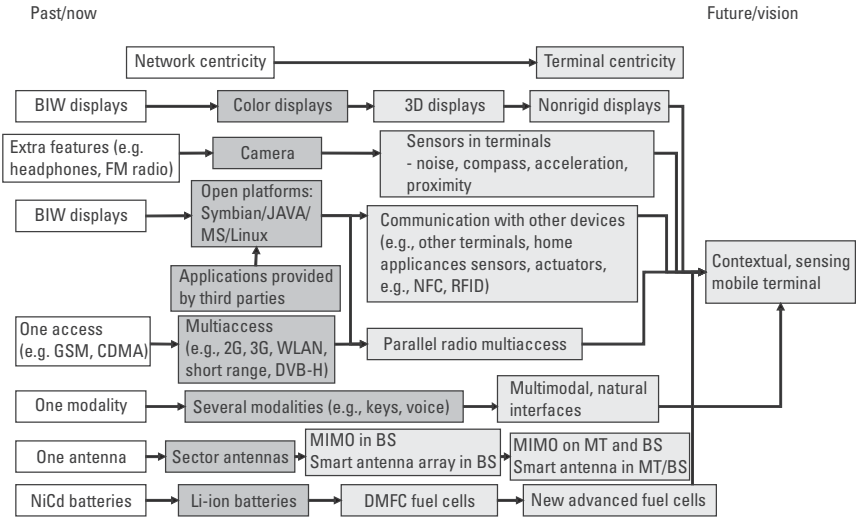 Past/now
Future/vision
Network centricity
Terminal centricity
BIW displays
Color displays
3D displays
Nonrigid displays
Extra features (e.g.
headphones, FM radio)
Camera
Sensors in terminals
- noise, compass, acceleration,
proximity
BIW displays
Open platforms:
Symbian/JAVA/
MS/Linux
Communication with other devices
(e.g., other terminals, home
applicances sensors, actuators,
e.g., NFC, RFID)
Contextual, sensing
mobile terminal
Applications provided
by third parties
One access
(e.g. GSM, CDMA)
Multiaccess
(e.g., 2G, 3G, WLAN,
short range, DVB-H)
Parallel radio multiaccess
One modality
Several modalities (e.g., keys, voice)
Multimodal, natural
interfaces
One antenna
Sector antennas
MIMO in BS
Smart antenna array in BS
MIMO on MT and BS
Smart antenna in MT/BS
NiCd batteries
Li-ion batteries
DMFC fuel cells
New advanced fuel cells